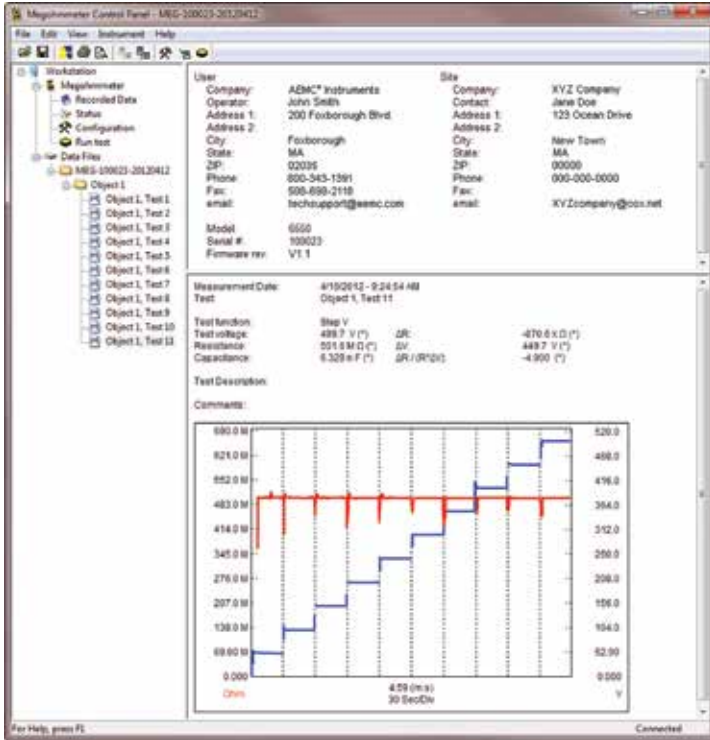 Megohmmeter Control Panel - MEG-100023-20120412
File Edit View Instrument Help
Workstation
Megohmmeter
Recorded Data
Status
Configuration
Run test
Data Files
MEG-100023-20120412
Object 1
Object 1, Test 1
Object 1, Test 2
Object 1, Test 3
Object 1, Test 4
Object 1, Test 5
Object 1, Test 6
Object 1, Test 7
Object 1, Test 8
Object 1, Test 9
Object 1, Test 10
Object 1, Test 11
User
Company: AEMC® Instruments
Operator: John Smith
Address 1: 200 Foxborough Blvd.
Address 2:
City: Foxborough
State: MA
ZIP: 02035
Phone: 800-343-1391
Fax: 508-698-2118
email: techsupport@aemc.com
Model: 6550
Serial #: 100023
Firmware rev: V1.1
Site
Company: XYZ Company
Contact: Jane Doe
Address 1: 123 Ocean Drive
Address 2:
City: New Town
State: MA
ZIP: 00000
Phone: 000-000-0000
Fax:
email: XYZcompany@cox.net
Measurement Date: 4/10/2012 - 9:24:54 AM
Test: Object 1, Test 11
Test function: Step V
Test voltage: 499.7 V (*) ΔR: -870.6 k Ω (*)
Resistance: 501.6 M Ω (*) ΔV: 449.7 V (*)
Capacitance: 6.328 n F (*) ΔR / (R*ΔV): -4.900 (*)
Test Description:
Comments:
690.0 M 520.0
621.0 M 468.0
552.0 M 416.0
483.0 M 364.0
414.0 M 312.0
345.0 M 260.0
276.0 M 208.0
207.0 M 156.0
138.0 M 104.0
69.00 M 52.00
0.000 0.000
Ohm 4:59 (m:s) V
30 Sec/Div
For Help, press F1 Connected